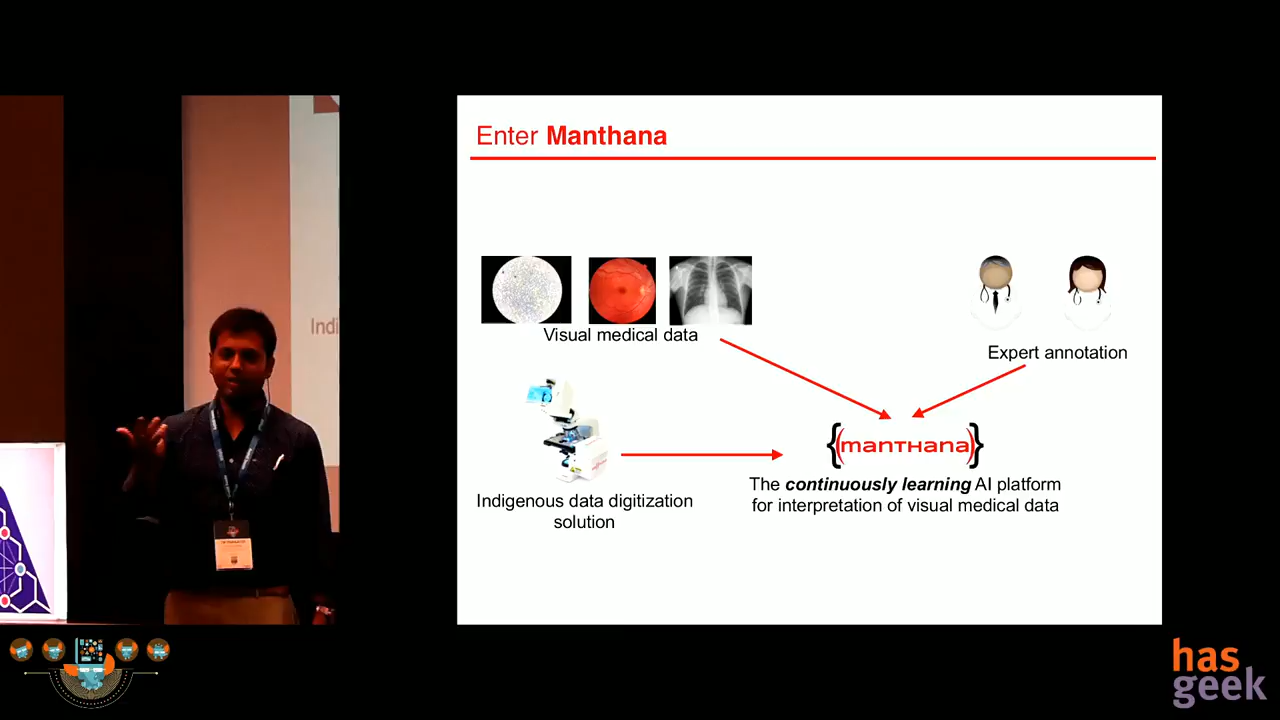 Enter Manthana
Indi
Visual medical data
Expert annotation
{(manthana)}
The continuously learning AI platform
for interpretation of visual medical data
Indigenous data digitization
solution
has
geek